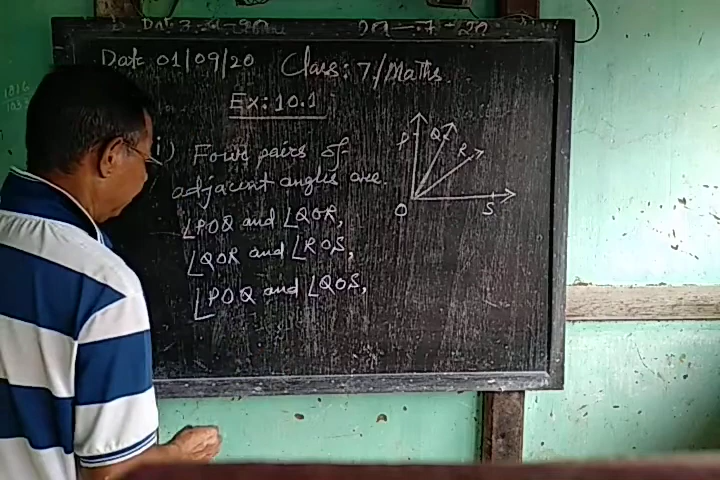 Date 01/09/20 Class: 7/Maths
Ex: 10.1
i) Four pairs of
adjacent angles are.
∠POQ and ∠QOR,
∠QOR and ∠ROS,
∠POQ and ∠QOS,
P Q R
O S